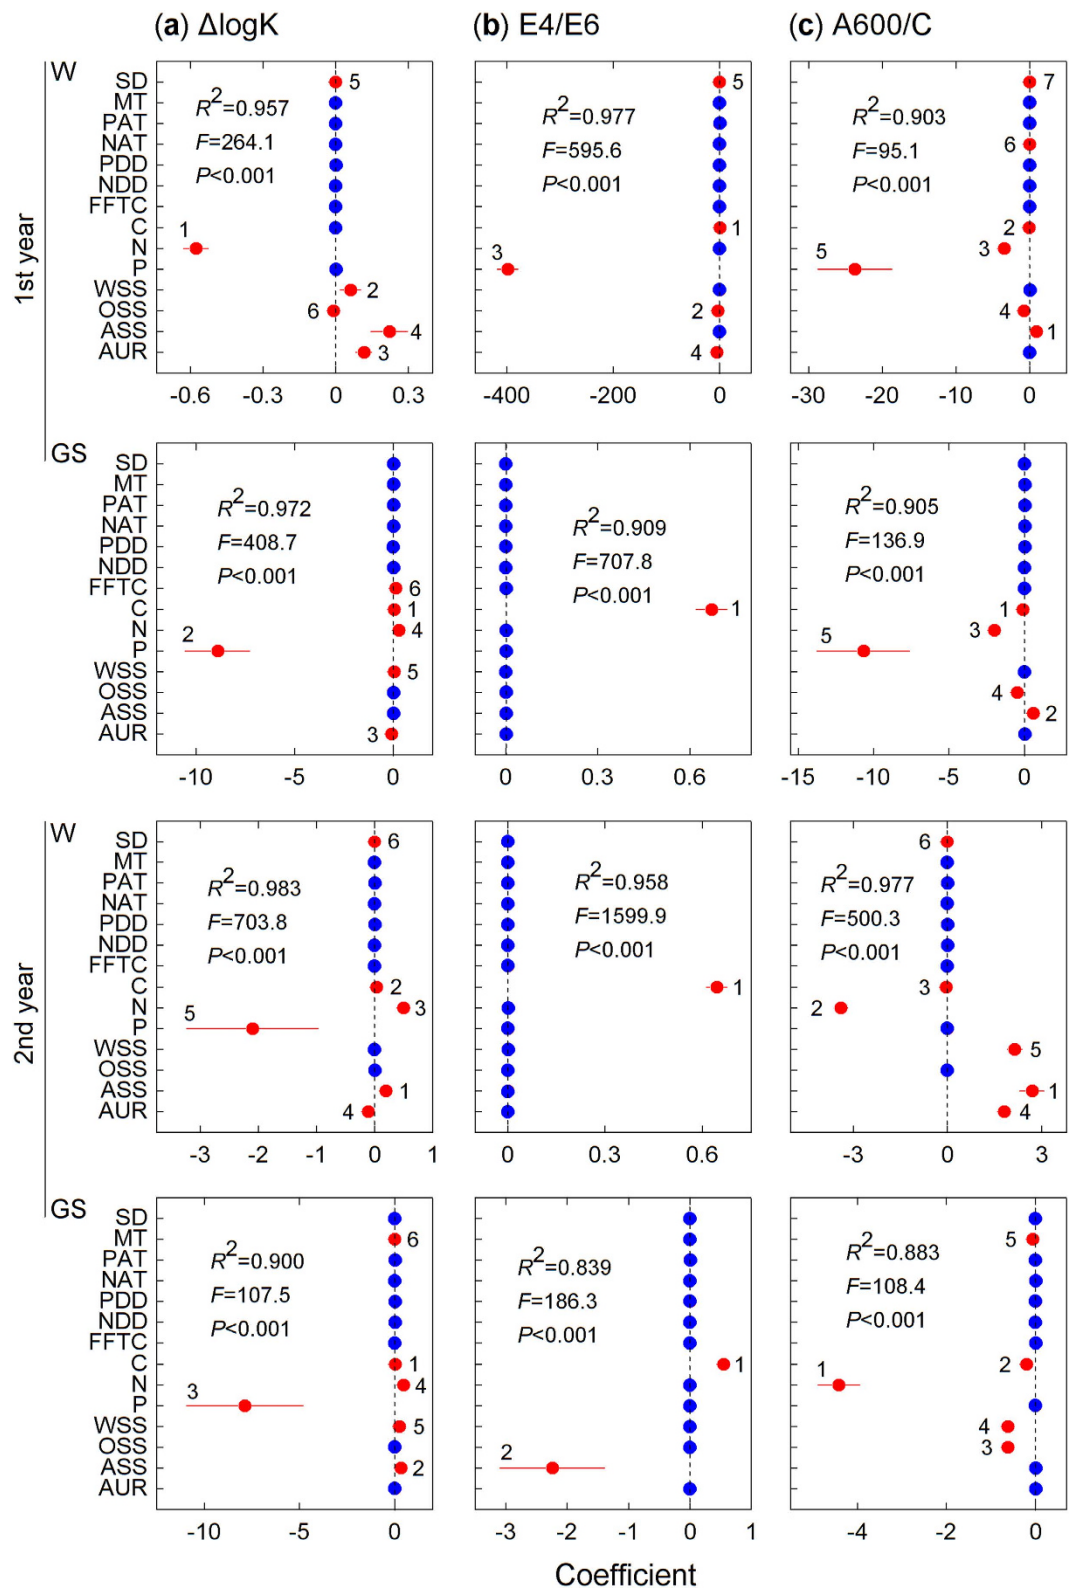 (a) ΔlogK
(b) E4/E6
(c) A600/C
1st year
W
SD
MT
PAT
NAT
PDD
NDD
FFTC
C
N
P
WSS
OSS
ASS
AUR
R²=0.957
F=264.1
P<0.001
5
1
2
6
4
3
-0.6 -0.3 0 0.3
R²=0.977
F=595.6
P<0.001
5
1
3
2
4
-400 -200 0
R²=0.903
F=95.1
P<0.001
7
6
2
3
5
4
1
-30 -20 -10 0
GS
SD
MT
PAT
NAT
PDD
NDD
FFTC
C
N
P
WSS
OSS
ASS
AUR
R²=0.972
F=408.7
P<0.001
6
1
4
2
5
3
-10 -5 0
R²=0.909
F=707.8
P<0.001
1
0 0.3 0.6
R²=0.905
F=136.9
P<0.001
1
3
5
4
2
-15 -10 -5 0
2nd year
W
SD
MT
PAT
NAT
PDD
NDD
FFTC
C
N
P
WSS
OSS
ASS
AUR
R²=0.983
F=703.8
P<0.001
6
2
3
5
1
4
-3 -2 -1 0 1
R²=0.958
F=1599.9
P<0.001
1
0 0.3 0.6
R²=0.977
F=500.3
P<0.001
6
3
2
5
1
4
-3 0 3
GS
SD
MT
PAT
NAT
PDD
NDD
FFTC
C
N
P
WSS
OSS
ASS
AUR
R²=0.900
F=107.5
P<0.001
6
1
4
3
5
2
-10 -5 0
R²=0.839
F=186.3
P<0.001
1
2
-3 -2 -1 0 1
R²=0.883
F=108.4
P<0.001
5
2
1
4
3
-4 -2 0
Coefficient